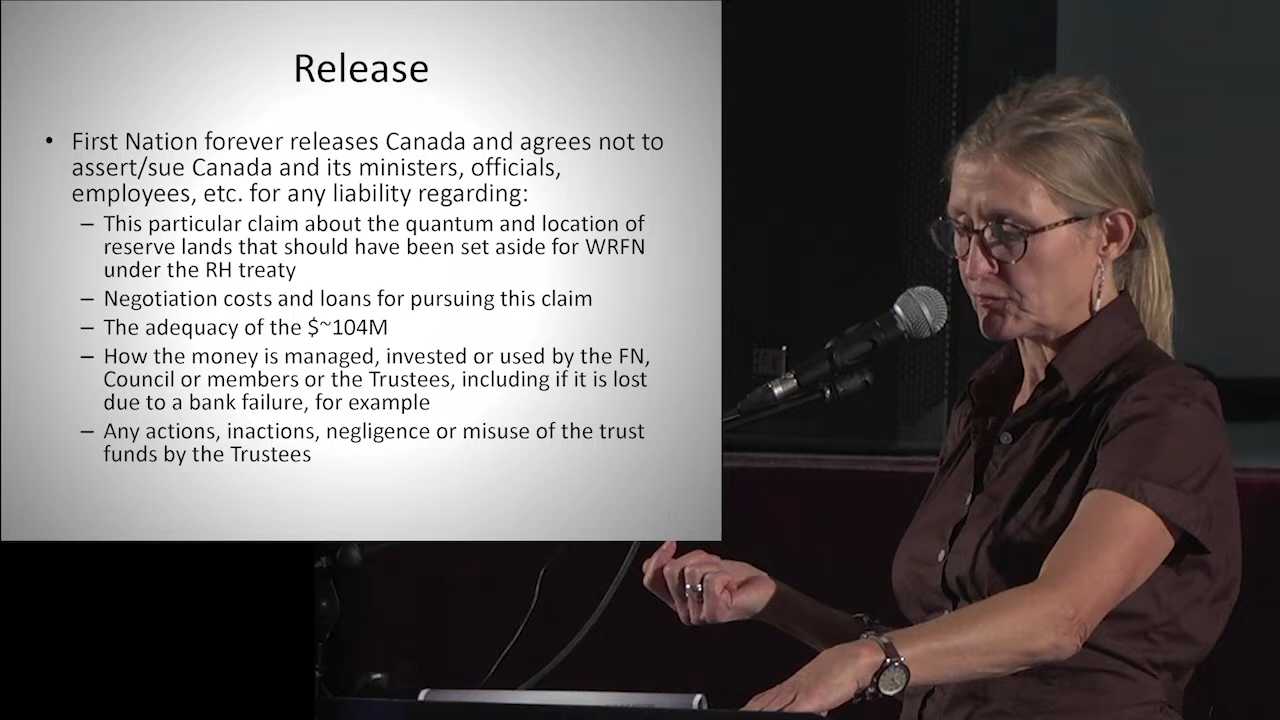 Release
• First Nation forever releases Canada and agrees not to
assert/sue Canada and its ministers, officials,
employees, etc. for any liability regarding:
– This particular claim about the quantum and location of
reserve lands that should have been set aside for WRFN
under the RH treaty
– Negotiation costs and loans for pursuing this claim
– The adequacy of the $~104M
– How the money is managed, invested or used by the FN,
Council or members or the Trustees, including if it is lost
due to a bank failure, for example
– Any actions, inactions, negligence or misuse of the trust
funds by the Trustees